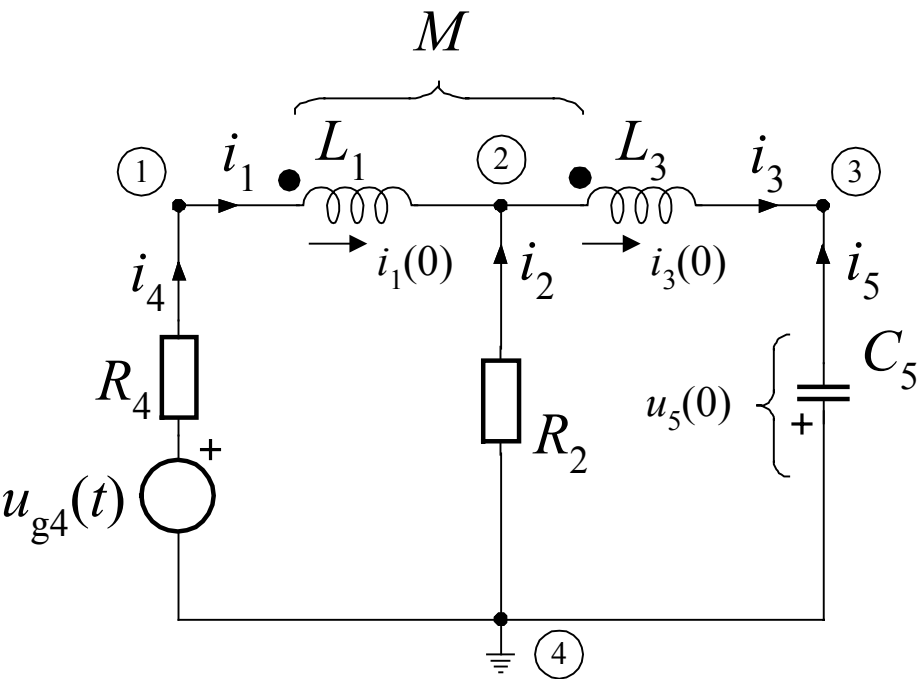 M
1 i1 L1 2 L3 i3 3
i1(0) i2 i3(0) i5
i4
R4 u5(0) C5
+
R2
+
ug4(t)
4